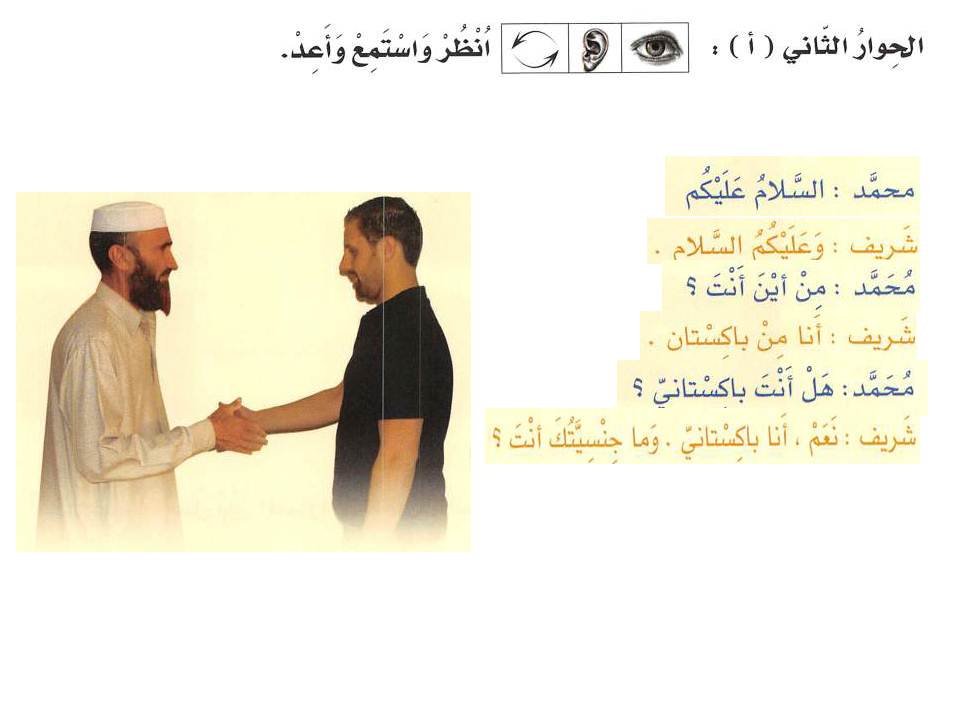 الحِوارُ الثّاني ( أ ) : اُنْظُرْ وَاسْتَمِعْ وَأَعِدْ.
محمَّد : السَّلامُ عَلَيْكُم
شَريف : وَعَلَيْكُمُ السَّلام .
مُحَمَّد : مِنْ أيْنَ أَنْتَ ؟
شَريف : أَنا مِنْ باكِسْتان .
مُحَمَّد : هَلْ أَنْتَ باكِسْتانيّ ؟
شَريف : نَعَمْ ، أَنا باكِسْتانيّ . وَما جِنْسِيَّتُكَ أنْتَ ؟